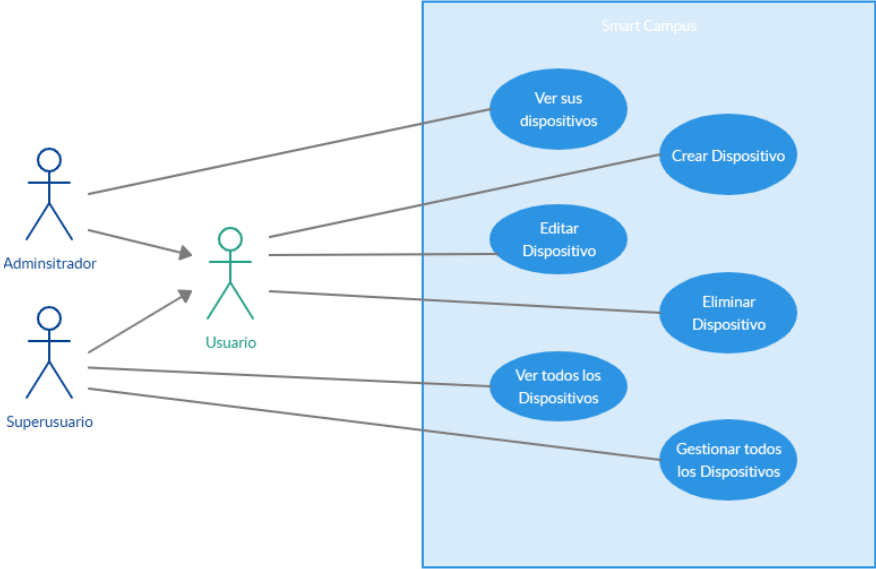 Smart Campus
Ver sus
dispositivos
Crear Dispositivo
Editar
Dispositivo
Adminsitrador
Eliminar
Dispositivo
Usuario
Ver todos los
Dispositivos
Superusuario
Gestionar todos
los Dispositivos